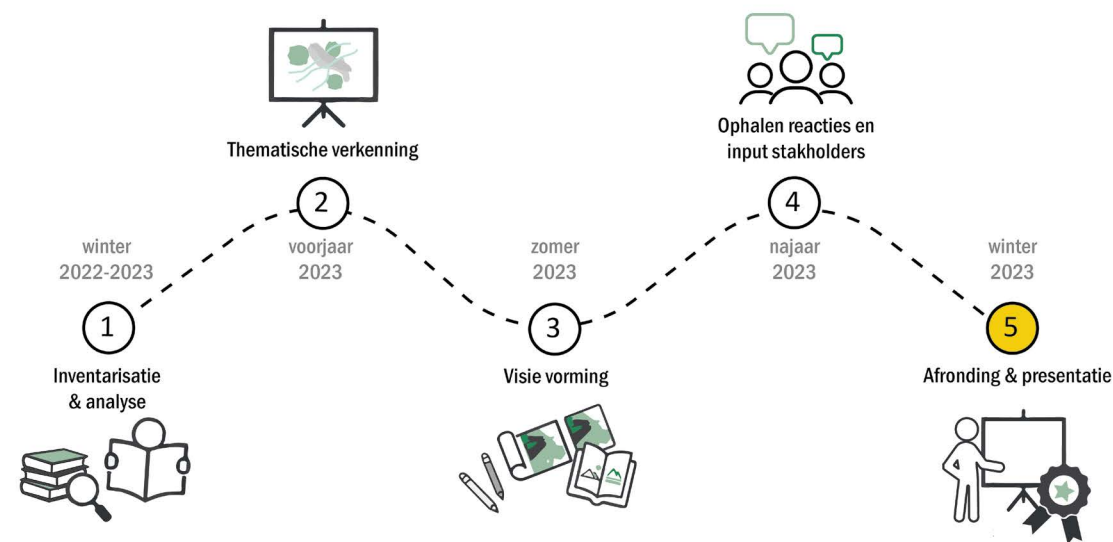 winter
2022-2023
1
Inventarisatie
& analyse
Thematische verkenning
2
voorjaar
2023
zomer
2023
3
Visie vorming
Ophalen reacties en
input stakholders
4
najaar
2023
winter
2023
5
Afronding & presentatie